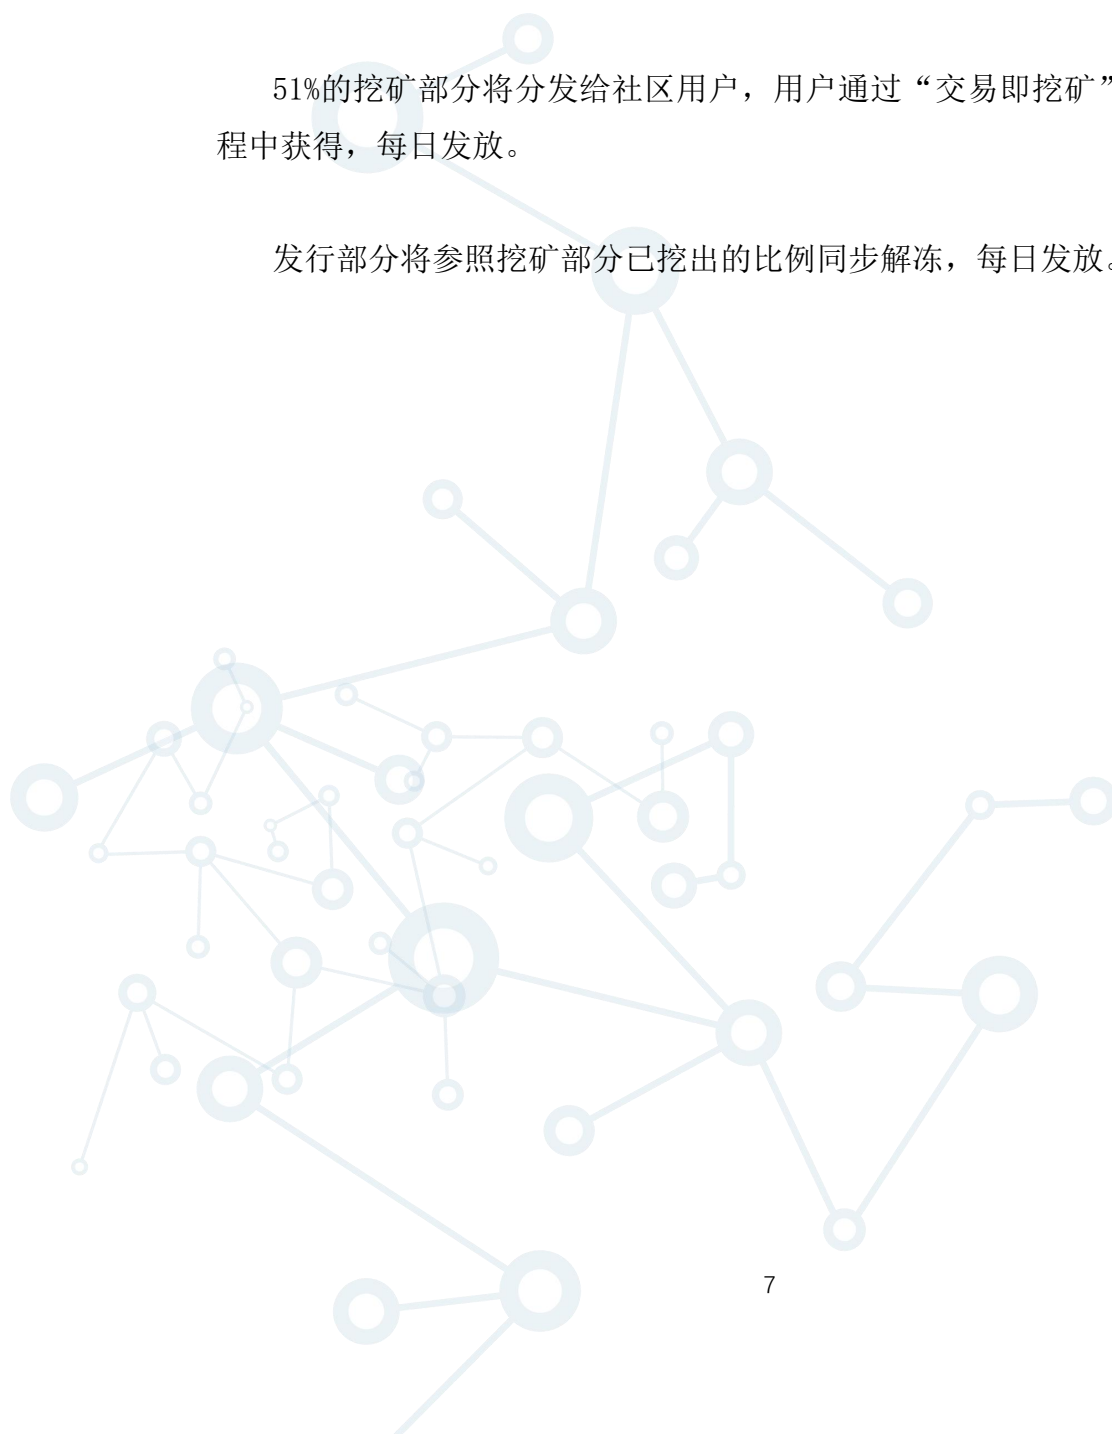 51%的挖矿部分将分发给社区用户，用户通过“交易即挖矿”
程中获得，每日发放。
发行部分将参照挖矿部分已挖出的比例同步解冻，每日发放。
7